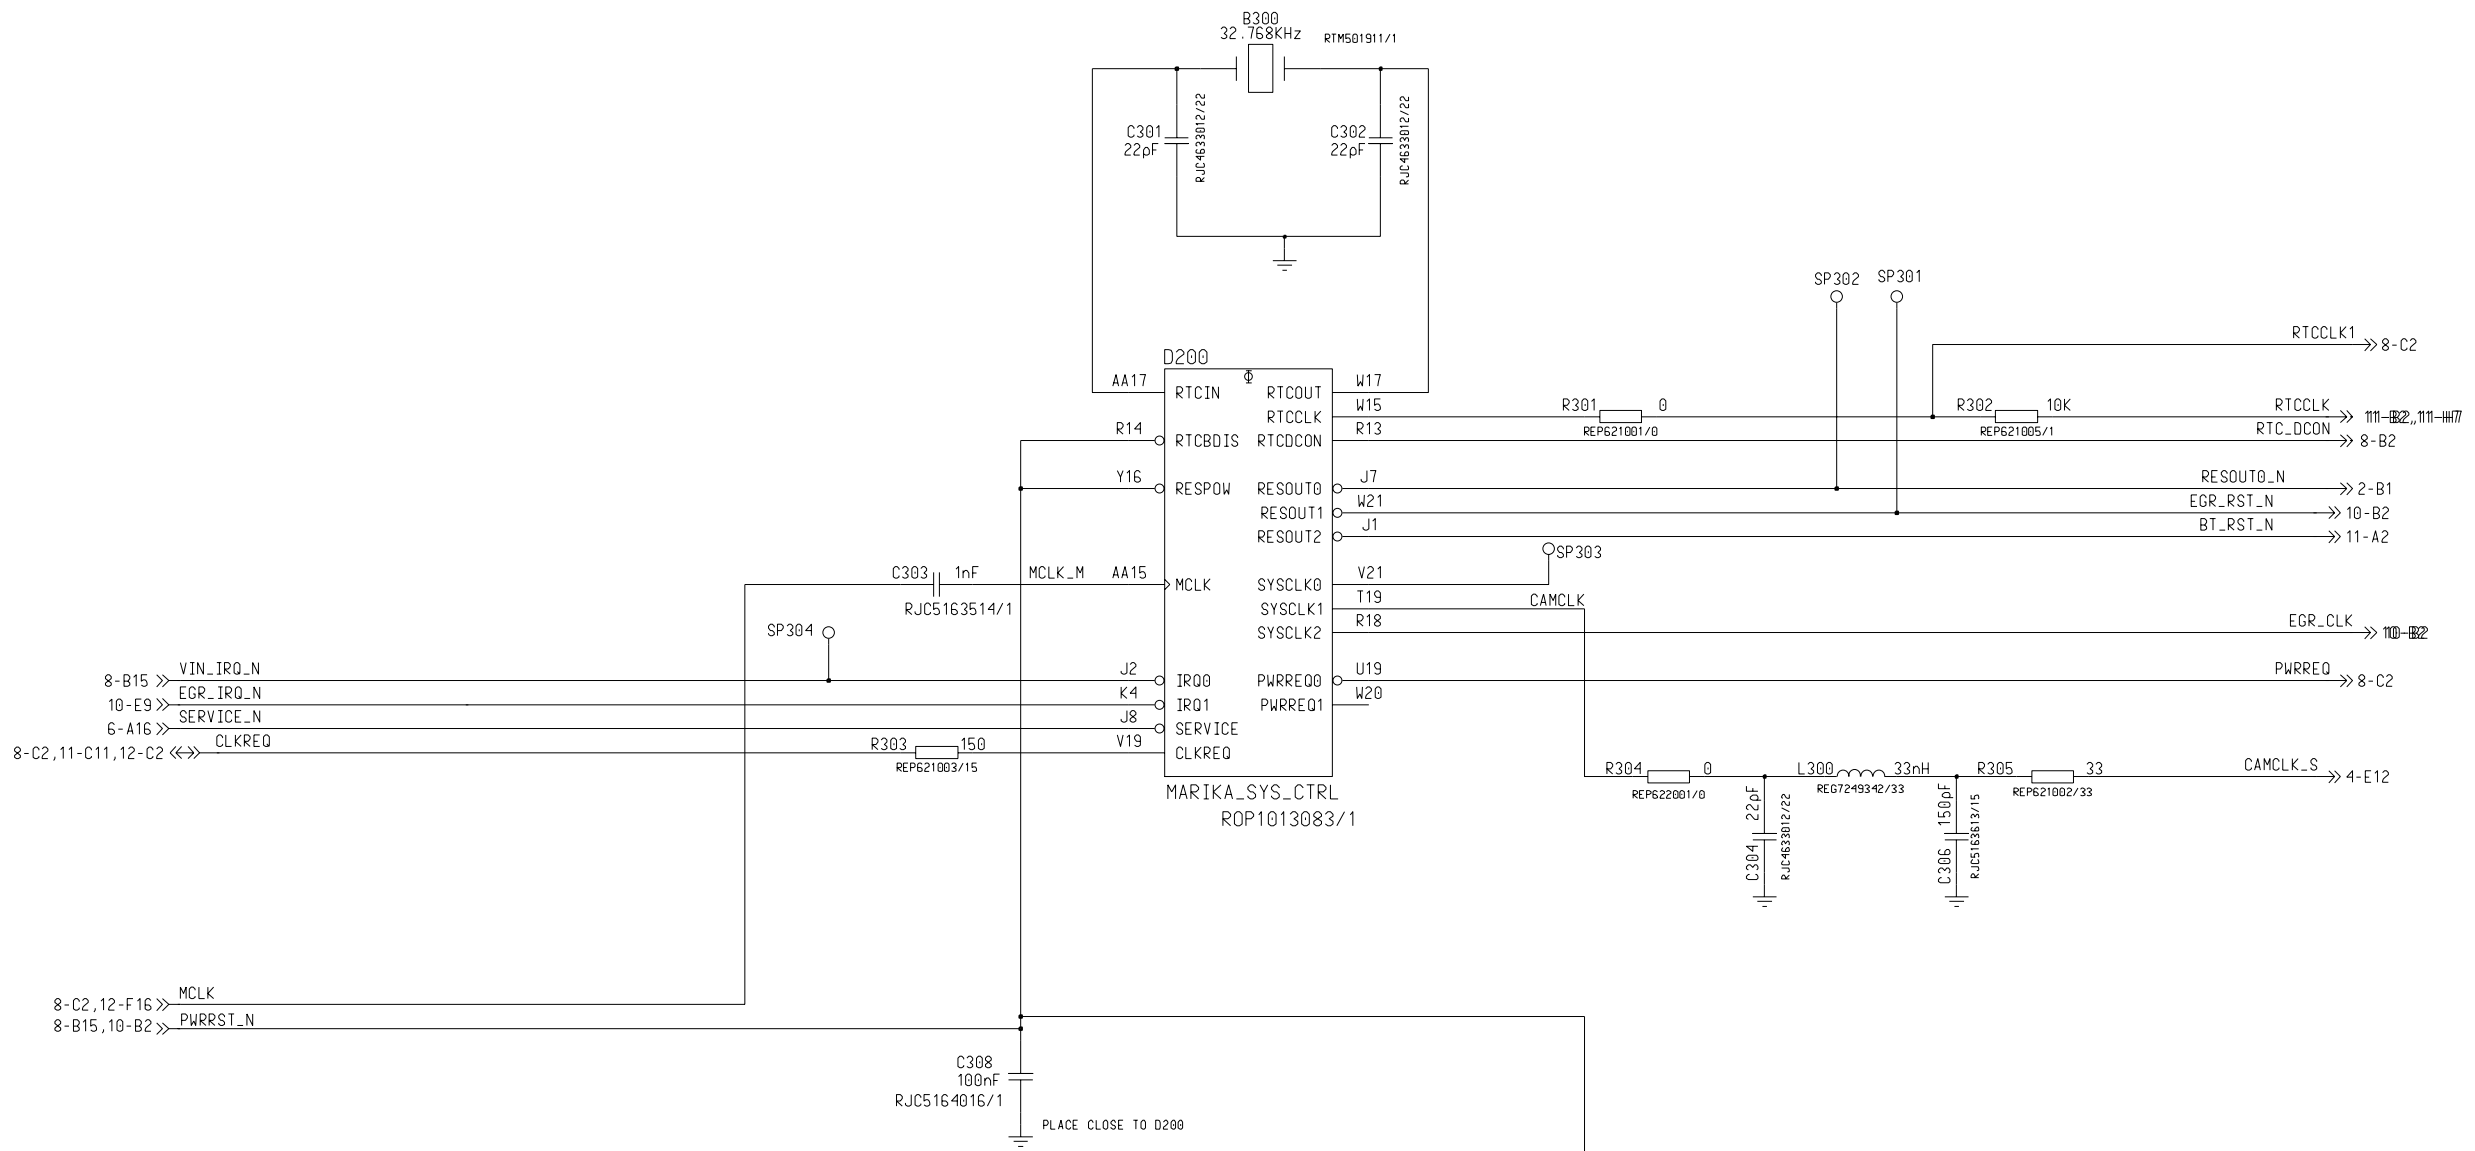 B300
32.768KHz
RTM501911/1
C301
22pF
RJC4633012/22
C302
22pF
RJC4633012/22
SP302
SP301
RTCCLK1
8-C2
D200
AA17
RTCIN
RTCOUT
W17
RTCCLK
W15
R301
0
REP621001/0
R302
10K
REP621005/1
RTCCLK
R14
RTCBDIS
RTCDCON
R13
RTC_DCON
8-B2
Y16
RESPOW
RESOUT0
J7
RESOUT0_N
2-B1
RESOUT1
W21
EGR_RST_N
10-B2
RESOUT2
J1
BT_RST_N
11-A2
SP303
C303
1nF
RJC5163514/1
MCLK_M
AA15
MCLK
SYSCLK0
V21
SYSCLK1
T19
CAMCLK
SYSCLK2
R18
EGR_CLK
SP304
8-B15
VIN_IRQ_N
J2
IRQ0
PWRREQ0
U19
PWRREQ
8-C2
10-E9
EGR_IRQ_N
K4
IRQ1
PWRREQ1
W20
6-A16
SERVICE_N
J8
SERVICE
8-C2,11-C11,12-C2
CLKREQ
R303
150
REP621003/15
V19
CLKREQ
MARIKA_SYS_CTRL
ROP1013083/1
R304
0
REP622001/0
L300
33nH
REG7249342/33
R305
33
REP621002/33
CAMCLK_S
4-E12
C304
22pF
RJC4633012/22
C306
150pF
RJC5163613/15
8-C2,12-F16
MCLK
8-B15,10-B2
PWRRST_N
C308
100nF
RJC5164016/1
PLACE CLOSE TO D200